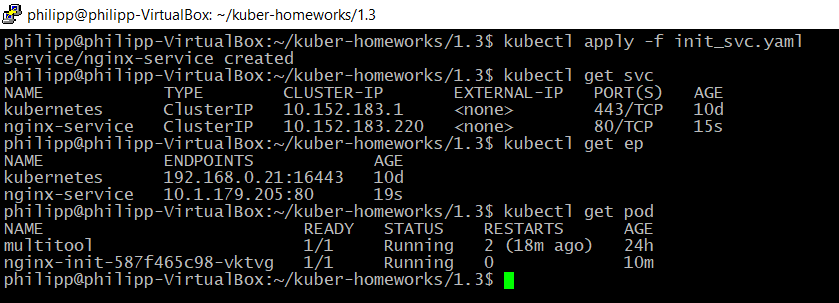 philipp@philipp-VirtualBox: ~/kuber-homeworks/1.3
philipp@philipp-VirtualBox:~/kuber-homeworks/1.3$ kubectl apply -f init_svc.yaml
service/nginx-service created
philipp@philipp-VirtualBox:~/kuber-homeworks/1.3$ kubectl get svc
NAME            TYPE        CLUSTER-IP       EXTERNAL-IP   PORT(S)   AGE
kubernetes      ClusterIP   10.152.183.1     <none>        443/TCP   10d
nginx-service   ClusterIP   10.152.183.220   <none>        80/TCP    15s
philipp@philipp-VirtualBox:~/kuber-homeworks/1.3$ kubectl get ep
NAME            ENDPOINTS            AGE
kubernetes      192.168.0.21:16443   10d
nginx-service   10.1.179.205:80      19s
philipp@philipp-VirtualBox:~/kuber-homeworks/1.3$ kubectl get pod
NAME                          READY   STATUS    RESTARTS      AGE
multitool                     1/1     Running   2 (18m ago)   24h
nginx-init-587f465c98-vktvg   1/1     Running   0             10m
philipp@philipp-VirtualBox:~/kuber-homeworks/1.3$